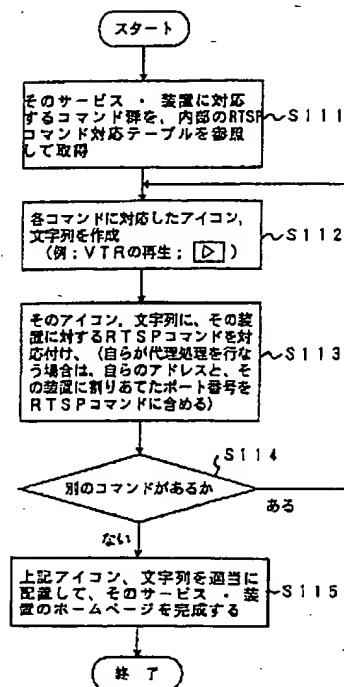 スタート
そのサービス ・ 装置に対応
するコマンド群を、内部のRTSP
コマンド対応テーブルを参照
して取得
S111
各コマンドに対応したアイコン,
文字列を作成
(例:VTRの再生; ▷ )
S112
そのアイコン,文字列に、その装
置に対するRTSPコマンドを対
応付け、(自らが代理処理を行な
う場合は、自らのアドレスと、そ
の装置に割りあてたポート番号を
RTSPコマンドに含める)
S113
S114
別のコマンドがあるか
ある
ない
上記アイコン、文字列を適当に
配置して、そのサービス ・ 装
置のホームページを完成する
S115
終 了